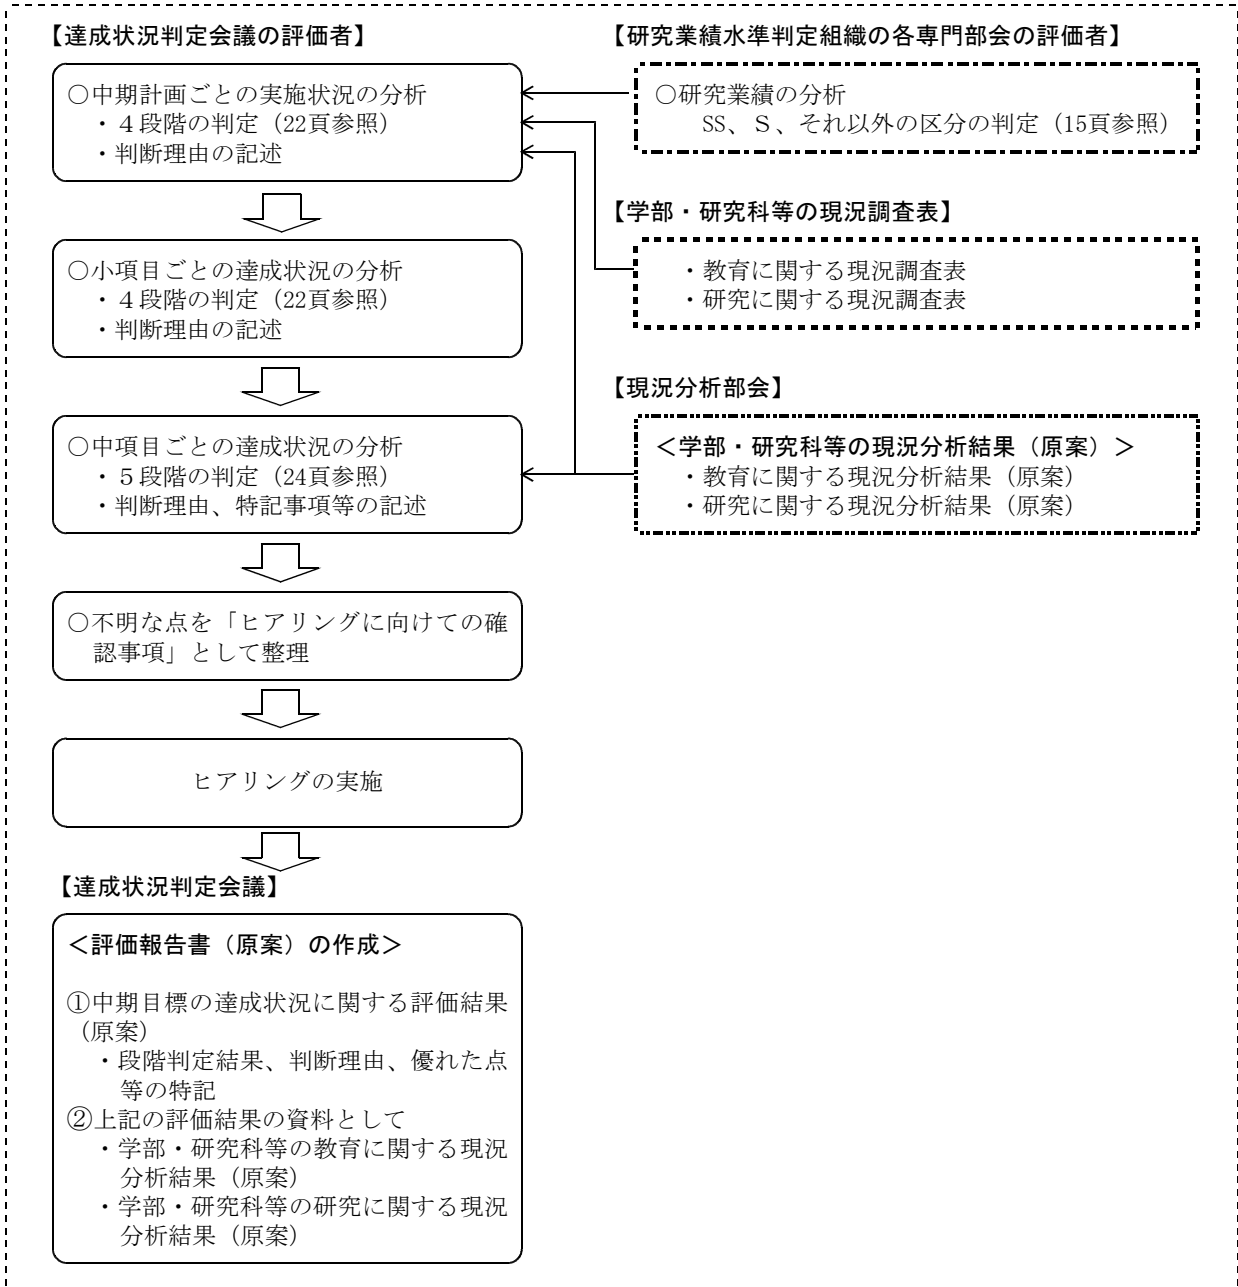 【達成状況判定会議の評価者】
○中期計画ごとの実施状況の分析
・４段階の判定（22頁参照）
・判断理由の記述
○小項目ごとの達成状況の分析
・４段階の判定（22頁参照）
・判断理由の記述
○中項目ごとの達成状況の分析
・５段階の判定（24頁参照）
・判断理由、特記事項等の記述
○不明な点を「ヒアリングに向けての確
認事項」として整理
ヒアリングの実施
【達成状況判定会議】
＜評価報告書（原案）の作成＞
①中期目標の達成状況に関する評価結果
（原案）
・段階判定結果、判断理由、優れた点
等の特記
②上記の評価結果の資料として
・学部・研究科等の教育に関する現況
分析結果（原案）
・学部・研究科等の研究に関する現況
分析結果（原案）
【研究業績水準判定組織の各専門部会の評価者】
○研究業績の分析
SS、Ｓ、それ以外の区分の判定（15頁参照）
【学部・研究科等の現況調査表】
・教育に関する現況調査表
・研究に関する現況調査表
【現況分析部会】
＜学部・研究科等の現況分析結果（原案）＞
・教育に関する現況分析結果（原案）
・研究に関する現況分析結果（原案）